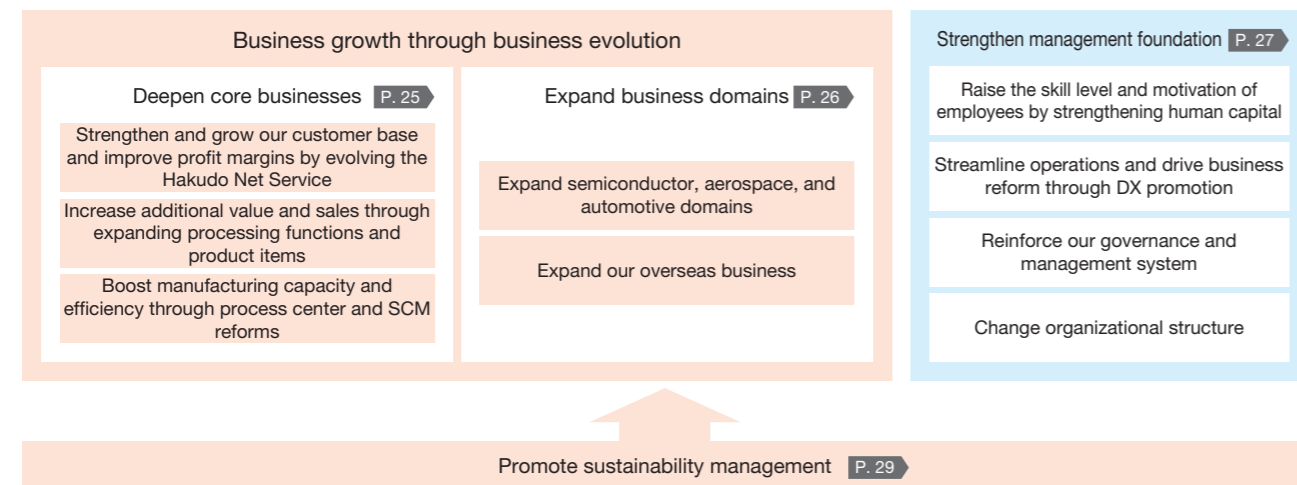 Business growth through business evolution
Deepen core businesses P. 25
Strengthen and grow our customer base
and improve profit margins by evolving the
Hakudo Net Service
Increase additional value and sales through
expanding processing functions and
product items
Boost manufacturing capacity and
efficiency through process center and SCM
reforms
Expand business domains P. 26
Expand semiconductor, aerospace, and
automotive domains
Expand our overseas business
Strengthen management foundation P. 27
Raise the skill level and motivation of
employees by strengthening human capital
Streamline operations and drive business
reform through DX promotion
Reinforce our governance and
management system
Change organizational structure
Promote sustainability management P. 29